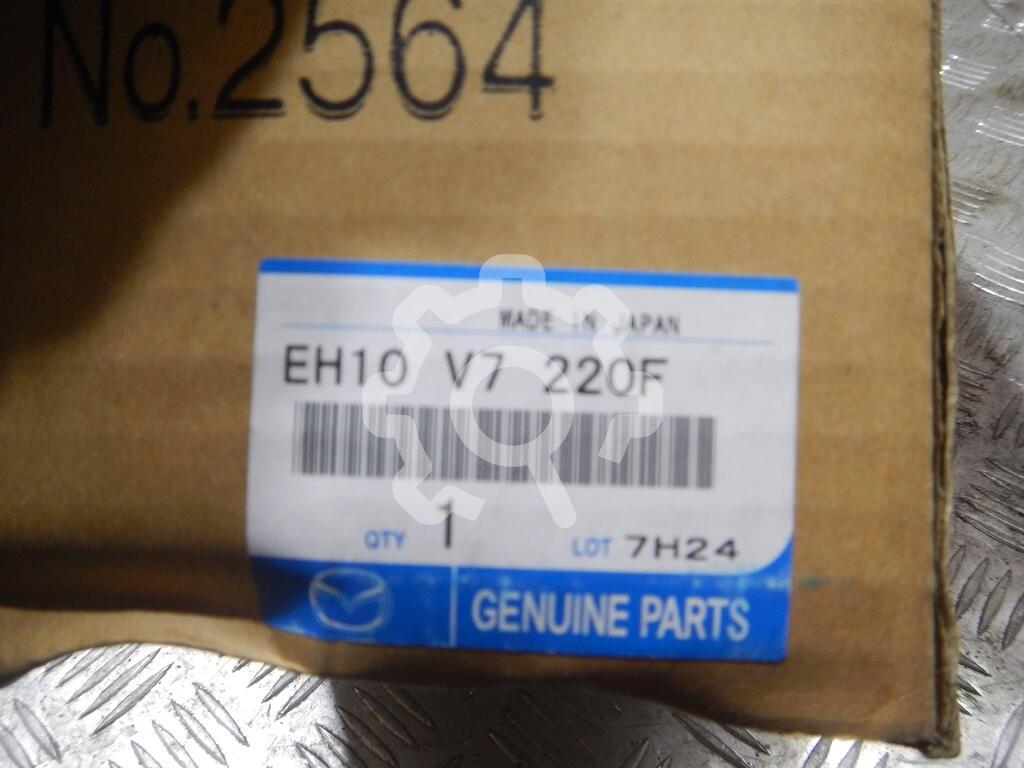 No.2564
MADE IN JAPAN
EH10 V7 220F
QTY 1 LOT 7H24
GENUINE PARTS